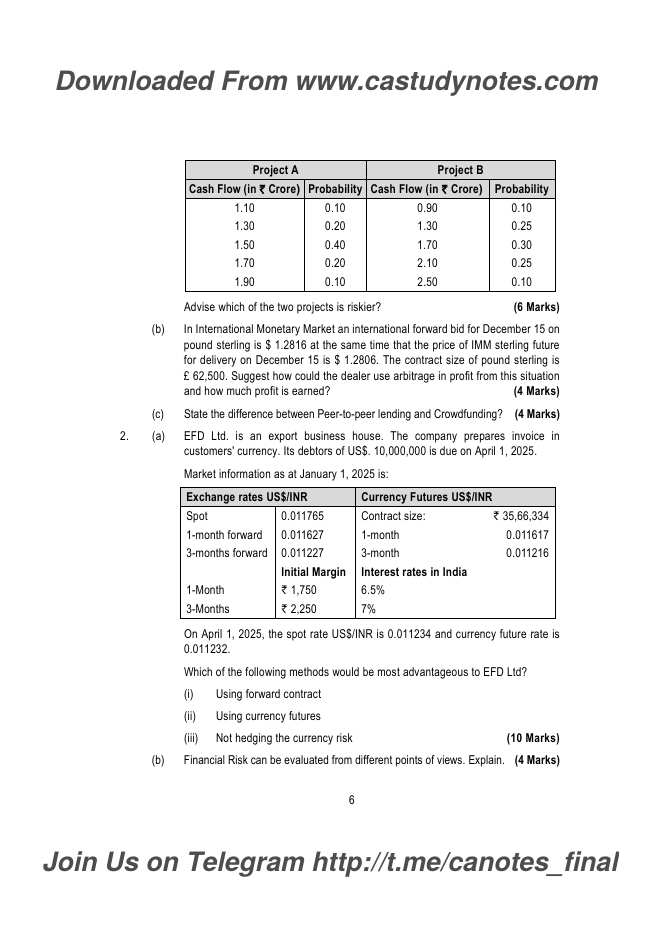 Downloaded From www.castudynotes.com
Project A Project B
Cash Flow (in ₹ Crore) Probability Cash Flow (in ₹ Crore) Probability
1.10 0.10 0.90 0.10
1.30 0.20 1.30 0.25
1.50 0.40 1.70 0.30
1.70 0.20 2.10 0.25
1.90 0.10 2.50 0.10
Advise which of the two projects is riskier? (6 Marks)
(b) In International Monetary Market an international forward bid for December 15 on
pound sterling is $ 1.2816 at the same time that the price of IMM sterling future
for delivery on December 15 is $ 1.2806. The contract size of pound sterling is
£ 62,500. Suggest how could the dealer use arbitrage in profit from this situation
and how much profit is earned? (4 Marks)
(c) State the difference between Peer-to-peer lending and Crowdfunding? (4 Marks)
2. (a) EFD Ltd. is an export business house. The company prepares invoice in
customers' currency. Its debtors of US$. 10,000,000 is due on April 1, 2025.
Market information as at January 1, 2025 is:
Exchange rates US$/INR Currency Futures US$/INR
Spot 0.011765 Contract size: ₹ 35,66,334
1-month forward 0.011627 1-month 0.011617
3-months forward 0.011227 3-month 0.011216
Initial Margin Interest rates in India
1-Month ₹ 1,750 6.5%
3-Months ₹ 2,250 7%
On April 1, 2025, the spot rate US$/INR is 0.011234 and currency future rate is
0.011232.
Which of the following methods would be most advantageous to EFD Ltd?
(i) Using forward contract
(ii) Using currency futures
(iii) Not hedging the currency risk (10 Marks)
(b) Financial Risk can be evaluated from different points of views. Explain. (4 Marks)
6
Join Us on Telegram http://t.me/canotes_final